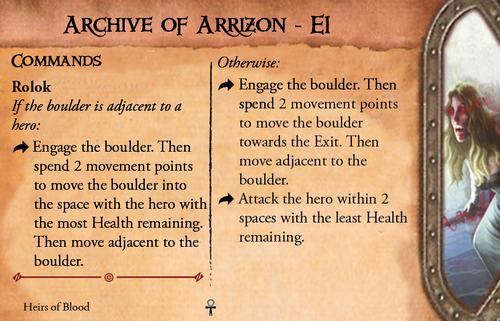 Archive of Arrizon - E1
Commands
Rolok
If the boulder is adjacent to a
hero:
Engage the boulder. Then
spend 2 movement points
to move the boulder into
the space with the hero with
the most Health remaining.
Then move adjacent to the
boulder.
Otherwise:
Engage the boulder. Then
spend 2 movement points
to move the boulder
towards the Exit. Then
move adjacent to the
boulder.
Attack the hero within 2
spaces with the least Health
remaining.
Heirs of Blood